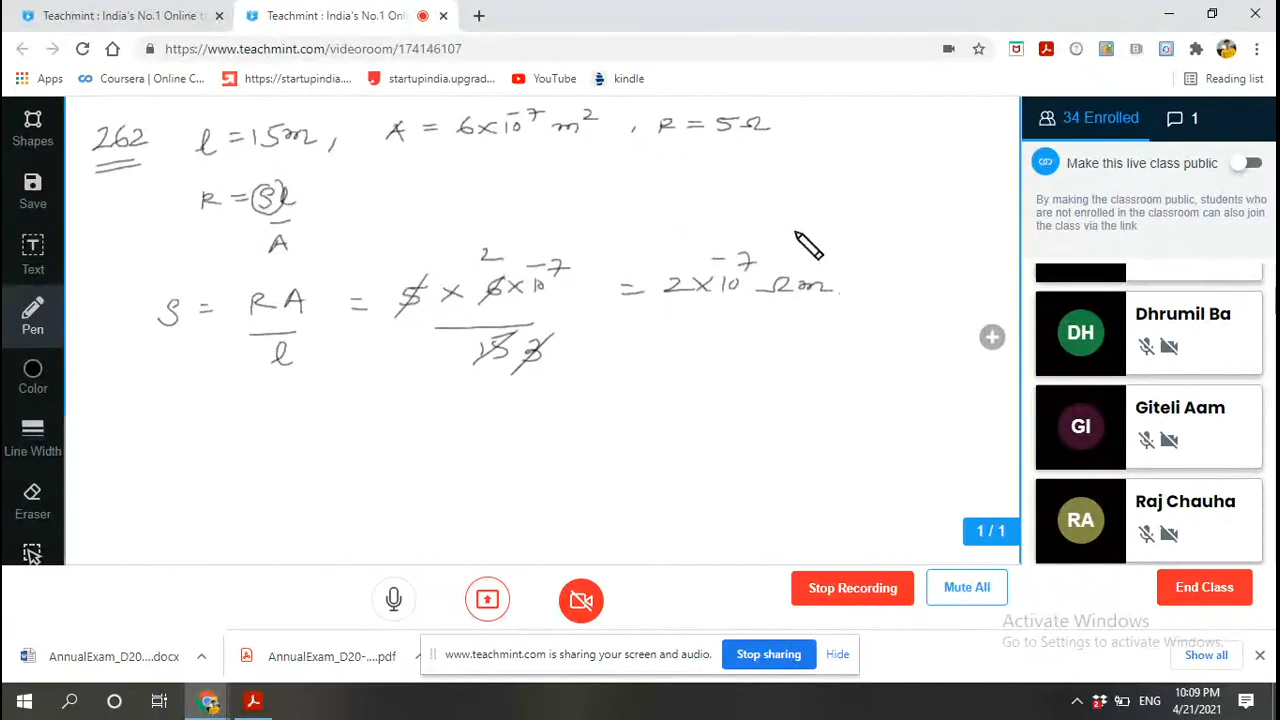 Teachmint : India's No.1 Online t
Teachmint : India's No.1 Onlin
https://www.teachmint.com/videoroom/174146107
Apps
Coursera | Online C...
https://startupindia....
startupindia.upgrad...
YouTube
kindle
Reading list
Shapes
Save
Text
Pen
Color
Line Width
Eraser
262 l = 15m, A = 6×10⁻⁷ m² , R = 5Ω
R = ρl
A
ρ = RA = 5 × 6×10⁻⁷ = 2×10⁻⁷ Ωm.
2
l 15 3
1 / 1
34 Enrolled
1
Make this live class public
By making the classroom public, students who
are not enrolled in the classroom can also join
the class via the link
DH
Dhrumil Ba
GI
Giteli Aam
RA
Raj Chauha
Stop Recording
Mute All
End Class
Activate Windows
Go to Settings to activate Windows.
AnnualExam_D20....docx
AnnualExam_D20-....pdf
www.teachmint.com is sharing your screen and audio.
Stop sharing
Hide
Show all
ENG
10:09 PM
4/21/2021